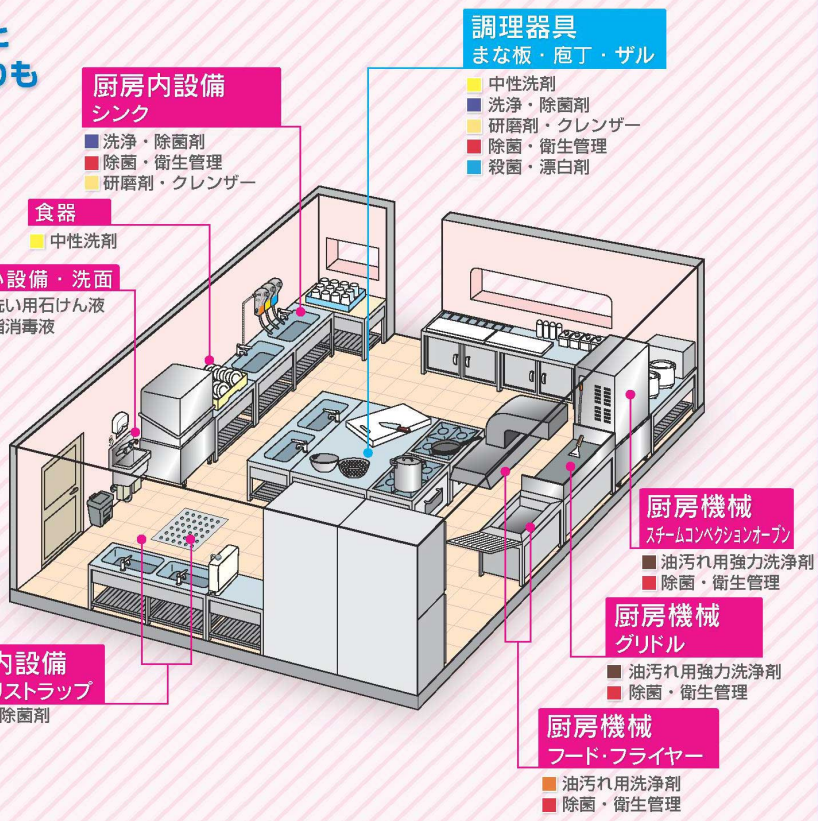 と
りも
調理器具
まな板・庖丁・ザル
中性洗剤
洗浄・除菌剤
研磨剤・クレンザー
除菌・衛生管理
殺菌・漂白剤
厨房内設備
シンク
洗浄・除菌剤
除菌・衛生管理
研磨剤・クレンザー
食器
中性洗剤
い設備・洗面
洗い用石けん液
指消毒液
厨房機械
スチームコンベクションオーブン
油汚れ用強力洗浄剤
除菌・衛生管理
厨房機械
グリドル
油汚れ用強力洗浄剤
除菌・衛生管理
内設備
リストラップ
除菌剤
厨房機械
フード・フライヤー
油汚れ用洗浄剤
除菌・衛生管理